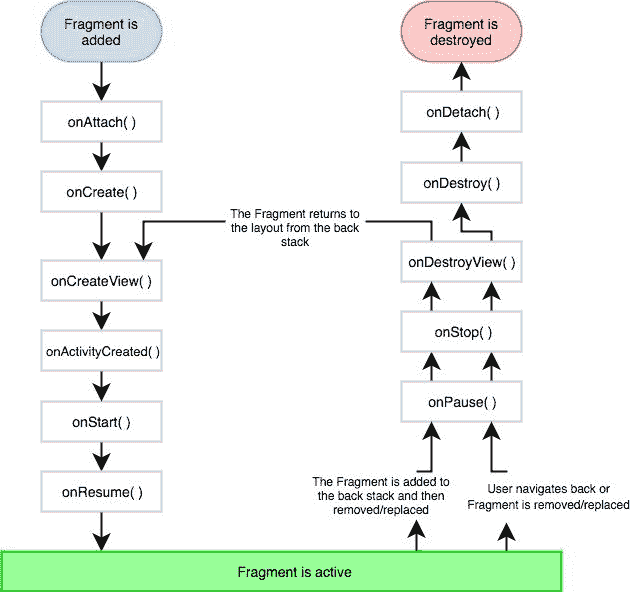 Fragment is
added
onAttach( )
onCreate( )
onCreateView( )
onActivityCreated( )
onStart( )
onResume( )
Fragment is active
The Fragment is added to
the back stack and then
removed/replaced
User navigates back or
Fragment is removed/replaced
onPause( )
onStop( )
onDestroyView( )
The Fragment returns to
the layout from the back
stack
onDestroy( )
onDetach( )
Fragment is
destroyed